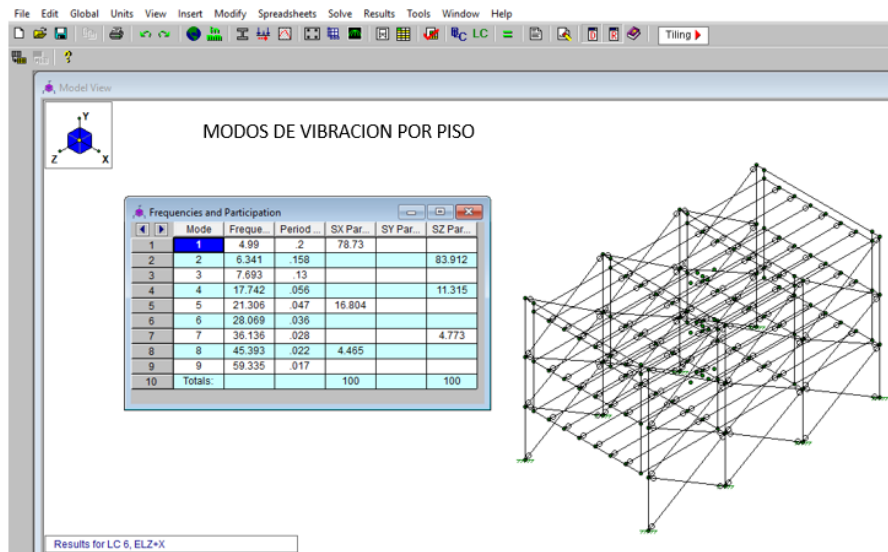 File Edit Global Units View Insert Modify Spreadsheets Solve Results Tools Window Help
LC Tiling
Model View
Y
Z X
MODOS DE VIBRACION POR PISO
Frequencies and Participation
Mode Freque... Period ... SX Par... SY Par... SZ Par...
1 1 4.99 .2 78.73
2 2 6.341 .158 83.912
3 3 7.693 .13
4 4 17.742 .056 11.315
5 5 21.306 .047 16.804
6 6 28.069 .036
7 7 36.136 .028 4.773
8 8 45.393 .022 4.465
9 9 59.335 .017
10 Totals: 100 100
Results for LC 6, ELZ+X